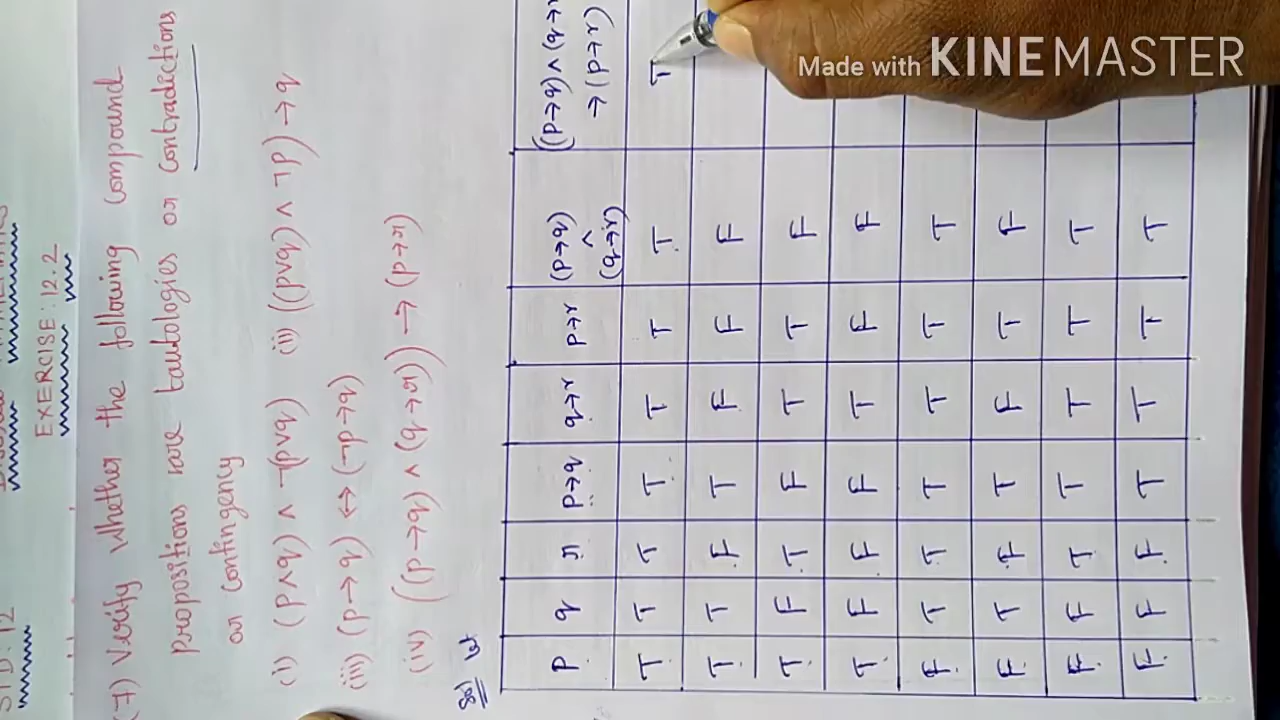 STD: 12
EXERCISE: 12.2
7) Verify whether the following compound
propositions are tautologies or contradictions
or contingency
(i) (p∧q) ∧ ¬(p∨q) (ii) ((p∨q) ∧ ¬p) → q
(iii) (p → q) ↔ (¬p → q)
(iv) ((p → q) ∧ (q → r)) → (p → r)
Sol iv
p q r p→q q→r p→r (p→q) ∧ (q→r) ((p→q) ∧ (q→r)) → (p→r)
T T T T T T T T
T T F T F F F
T F T F T T F
T F F F T F F
F T T T T T T
F T F T F T F
F F T T T T T
F F F T T T T
Made with KINEMASTER